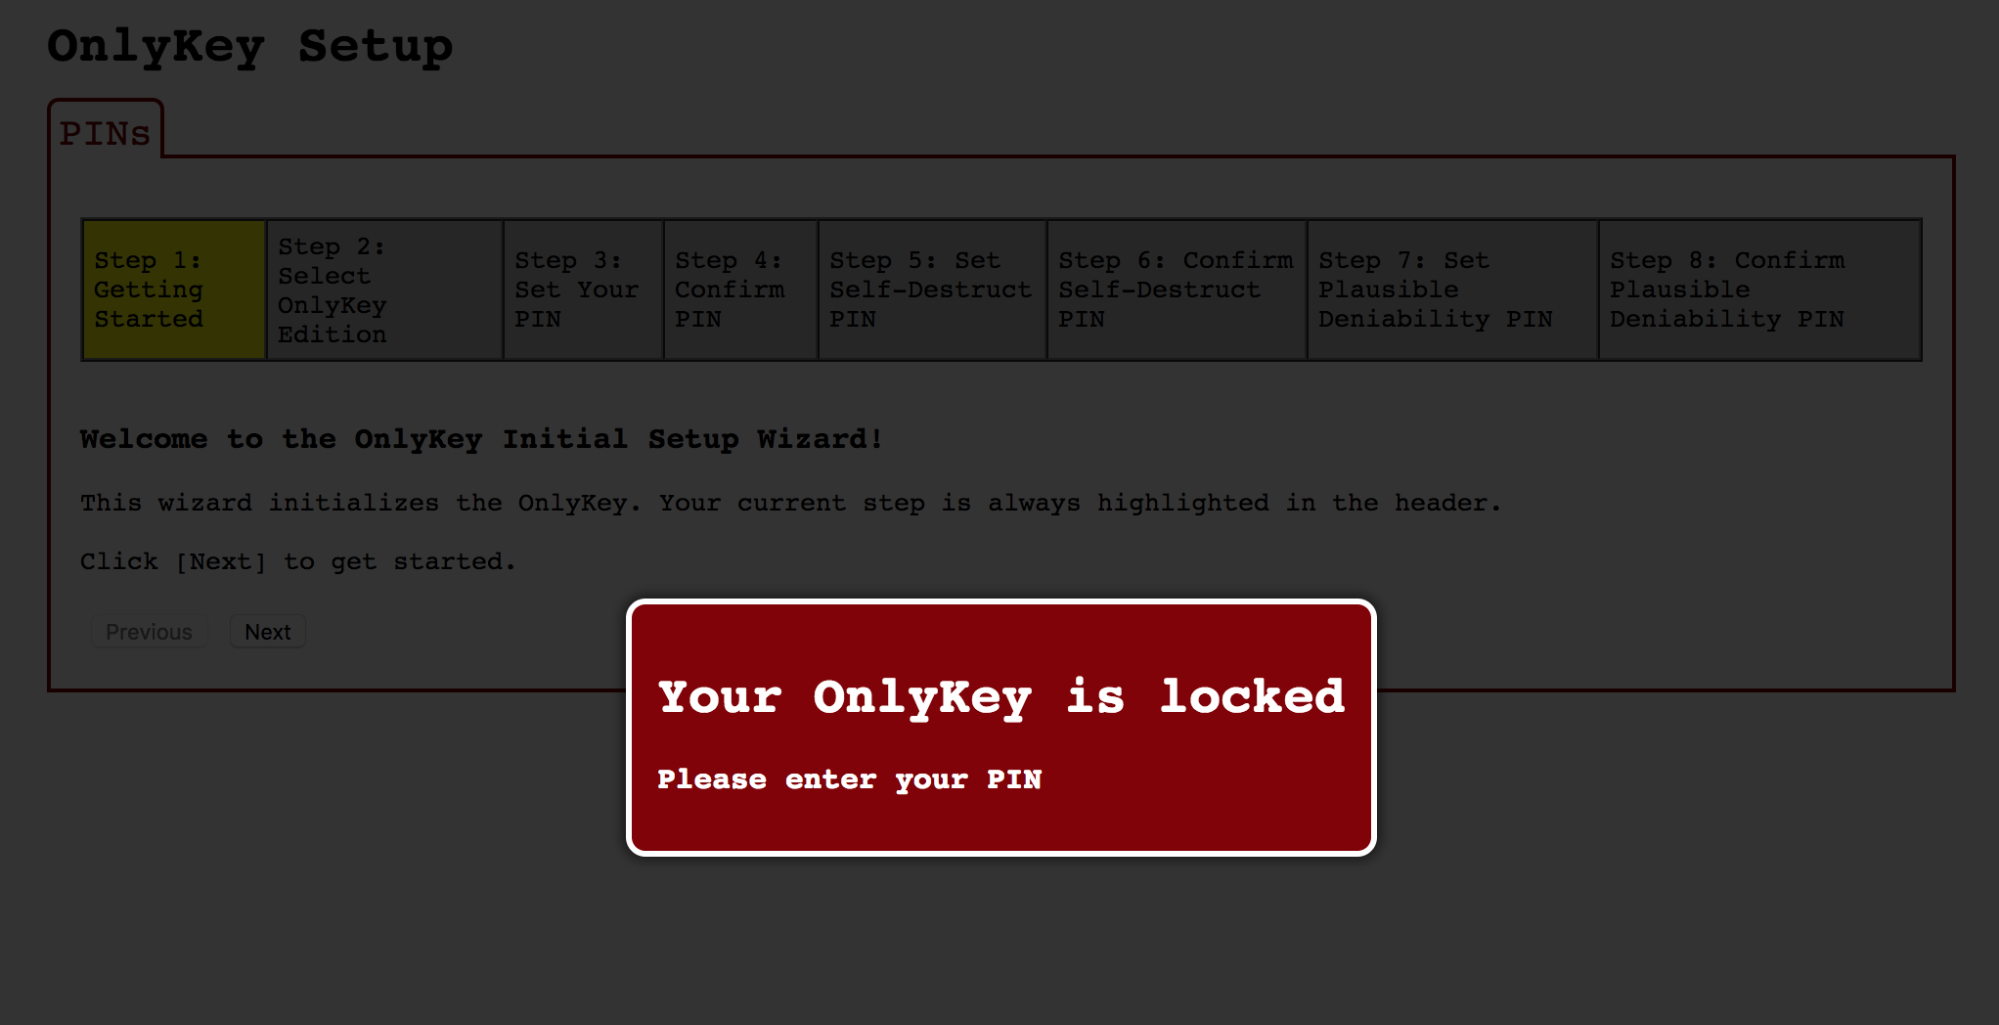 OnlyKey Setup
PINs
Step 1:
Getting
Started
Step 2:
Select
OnlyKey
Edition
Step 3:
Set Your
PIN
Step 4:
Confirm
PIN
Step 5: Set
Self-Destruct
PIN
Step 6: Confirm
Self-Destruct
PIN
Step 7: Set
Plausible
Deniability PIN
Step 8: Confirm
Plausible
Deniability PIN
Welcome to the OnlyKey Initial Setup Wizard!
This wizard initializes the OnlyKey. Your current step is always highlighted in the header.
Click [Next] to get started.
Previous
Next
Your OnlyKey is locked
Please enter your PIN